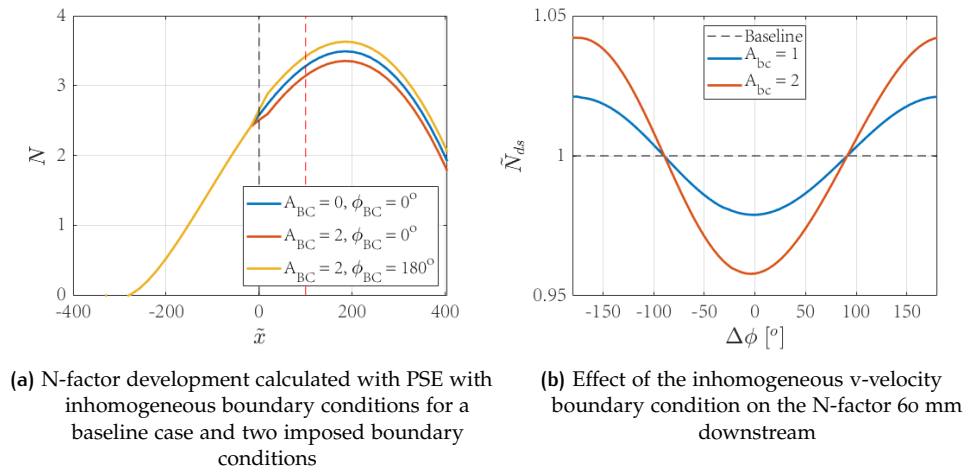 4
3
2
1
0
N
-400
-200
0
200
400
x̃
A_BC = 0, ϕ_BC = 0°
A_BC = 2, ϕ_BC = 0°
A_BC = 2, ϕ_BC = 180°
(a) N-factor development calculated with PSE with
inhomogeneous boundary conditions for a
baseline case and two imposed boundary
conditions
1.05
1
0.95
Ñ_ds
-150
-100
-50
0
50
100
150
Δϕ [°]
Baseline
A_bc = 1
A_bc = 2
(b) Effect of the inhomogeneous v-velocity
boundary condition on the N-factor 60 mm
downstream